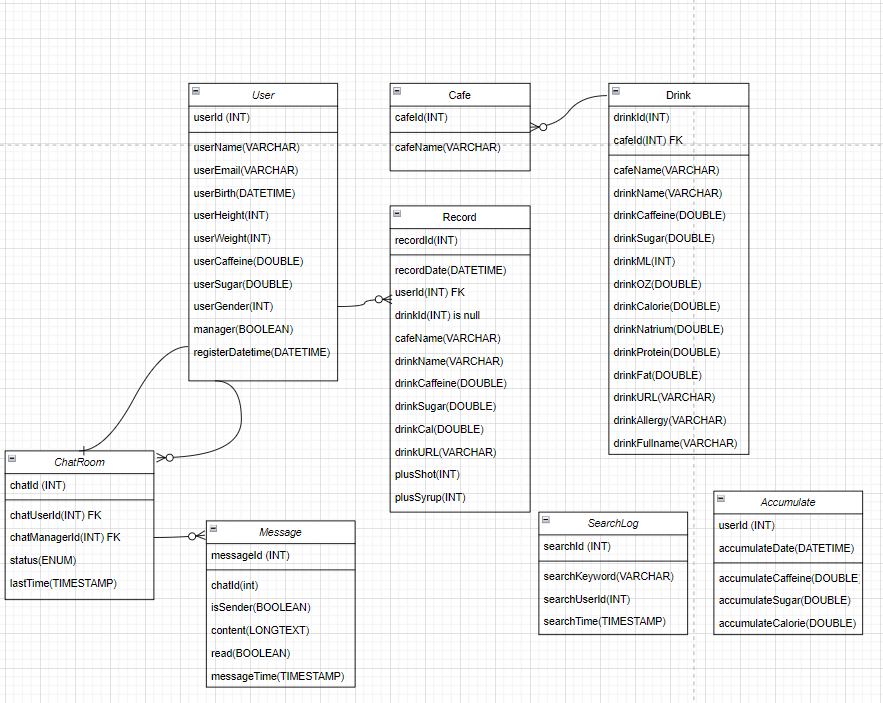 User
userId (INT)
userName(VARCHAR)
userEmail(VARCHAR)
userBirth(DATETIME)
userHeight(INT)
userWeight(INT)
userCaffeine(DOUBLE)
userSugar(DOUBLE)
userGender(INT)
manager(BOOLEAN)
registerDatetime(DATETIME)
Cafe
cafeId(INT)
cafeName(VARCHAR)
Drink
drinkId(INT)
cafeId(INT) FK
cafeName(VARCHAR)
drinkName(VARCHAR)
drinkCaffeine(DOUBLE)
drinkSugar(DOUBLE)
drinkML(INT)
drinkOZ(DOUBLE)
drinkCalorie(DOUBLE)
drinkNatrium(DOUBLE)
drinkProtein(DOUBLE)
drinkFat(DOUBLE)
drinkURL(VARCHAR)
drinkAllergy(VARCHAR)
drinkFullname(VARCHAR)
Record
recordId(INT)
recordDate(DATETIME)
userId(INT) FK
drinkId(INT) is null
cafeName(VARCHAR)
drinkName(VARCHAR)
drinkCaffeine(DOUBLE)
drinkSugar(DOUBLE)
drinkCal(DOUBLE)
drinkURL(VARCHAR)
plusShot(INT)
plusSyrup(INT)
ChatRoom
chatId (INT)
chatUserId(INT) FK
chatManagerId(INT) FK
status(ENUM)
lastTime(TIMESTAMP)
Message
messageId (INT)
chatId(int)
isSender(BOOLEAN)
content(LONGTEXT)
read(BOOLEAN)
messageTime(TIMESTAMP)
SearchLog
searchId (INT)
searchKeyword(VARCHAR)
searchUserId(INT)
searchTime(TIMESTAMP)
Accumulate
userId (INT)
accumulateDate(DATETIME)
accumulateCaffeine(DOUBLE
accumulateSugar(DOUBLE)
accumulateCalorie(DOUBLE)